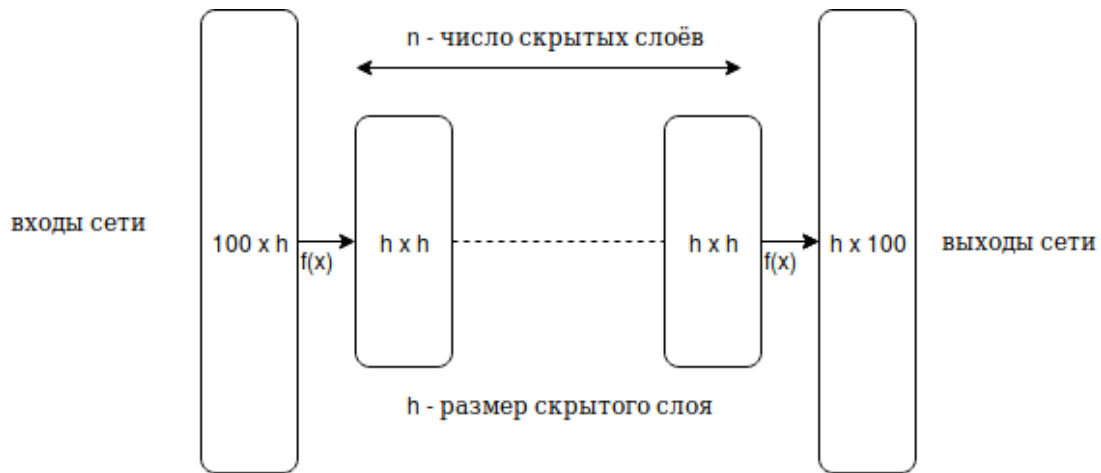 n - число скрытых слоёв
входы сети
100 x h
f(x)
h x h
h x h
f(x)
h x 100
выходы сети
h - размер скрытого слоя